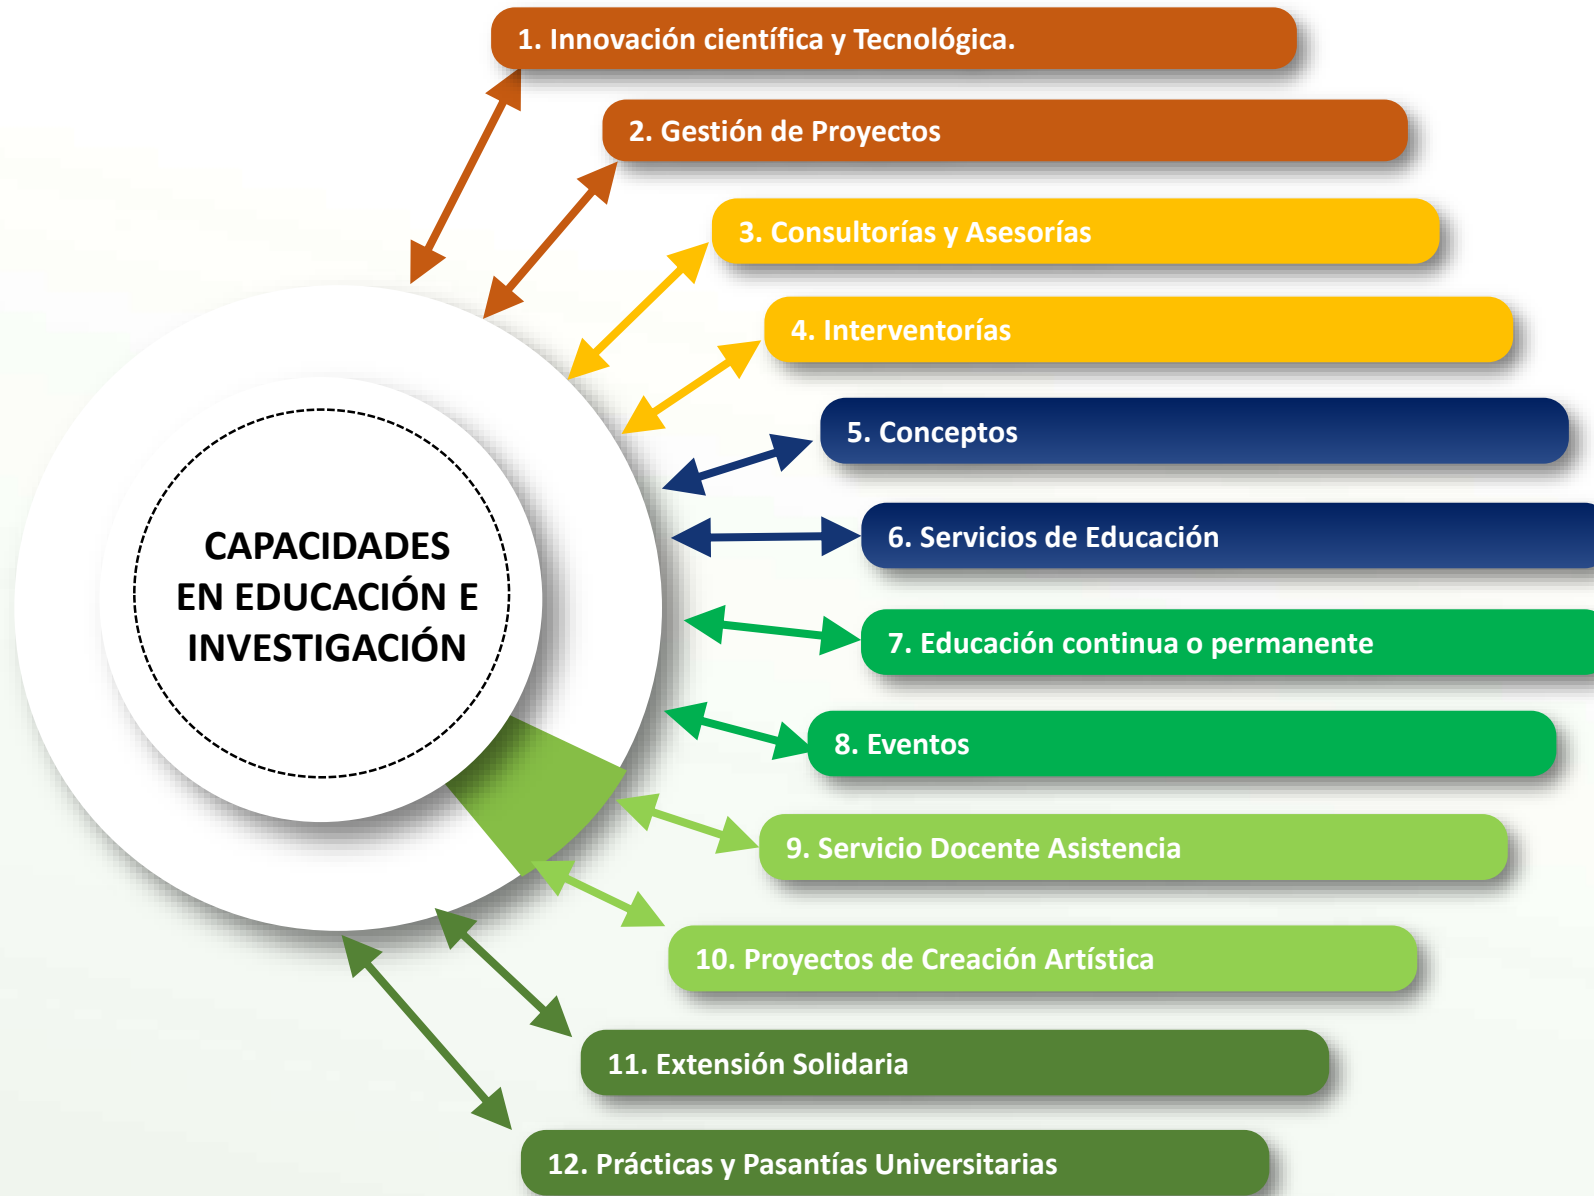 1. Innovación científica y Tecnológica.
2. Gestión de Proyectos
3. Consultorías y Asesorías
4. Interventorías
5. Conceptos
6. Servicios de Educación
CAPACIDADES
EN EDUCACIÓN E
INVESTIGACIÓN
7. Educación continua o permanente
8. Eventos
9. Servicio Docente Asistencia
10. Proyectos de Creación Artística
11. Extensión Solidaria
12. Prácticas y Pasantías Universitarias